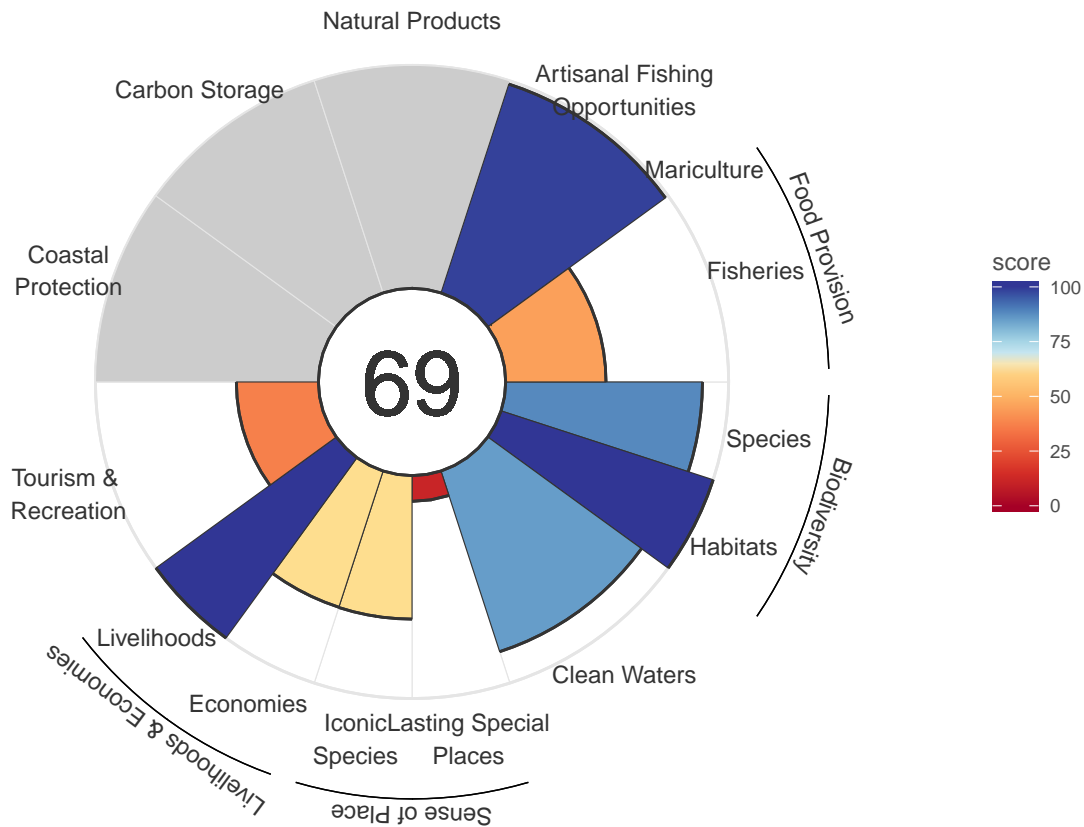 Natural Products
Carbon Storage
Artisanal Fishing
Opportunities
Mariculture
Food Provision
Fisheries
Coastal
Protection
69
score
100
75
50
25
0
Species
Biodiversity
Habitats
Tourism &
Recreation
Clean Waters
Livelihoods
Livelihoods & Economies
Economies
Iconic
Species
Lasting Special
Places
Sense of Place